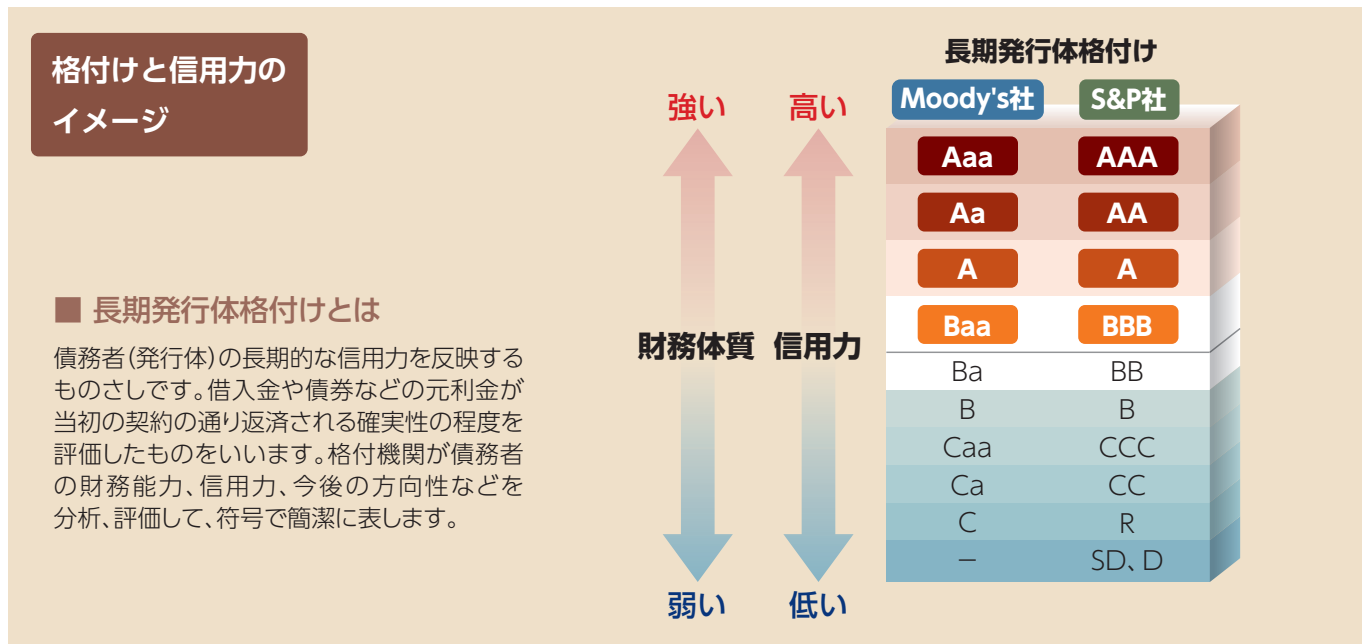 格付けと信用力の
イメージ
■ 長期発行体格付けとは
債務者(発行体)の長期的な信用力を反映する
ものさしです。借入金や債券などの元利金が
当初の契約の通り返済される確実性の程度を
評価したものをいいます。格付機関が債務者
の財務能力、信用力、今後の方向性などを
分析、評価して、符号で簡潔に表します。
強い 高い
財務体質 信用力
弱い 低い
長期発行体格付け
Moody's社 S&P社
Aaa AAA
Aa AA
A A
Baa BBB
Ba BB
B B
Caa CCC
Ca CC
C R
– SD、D